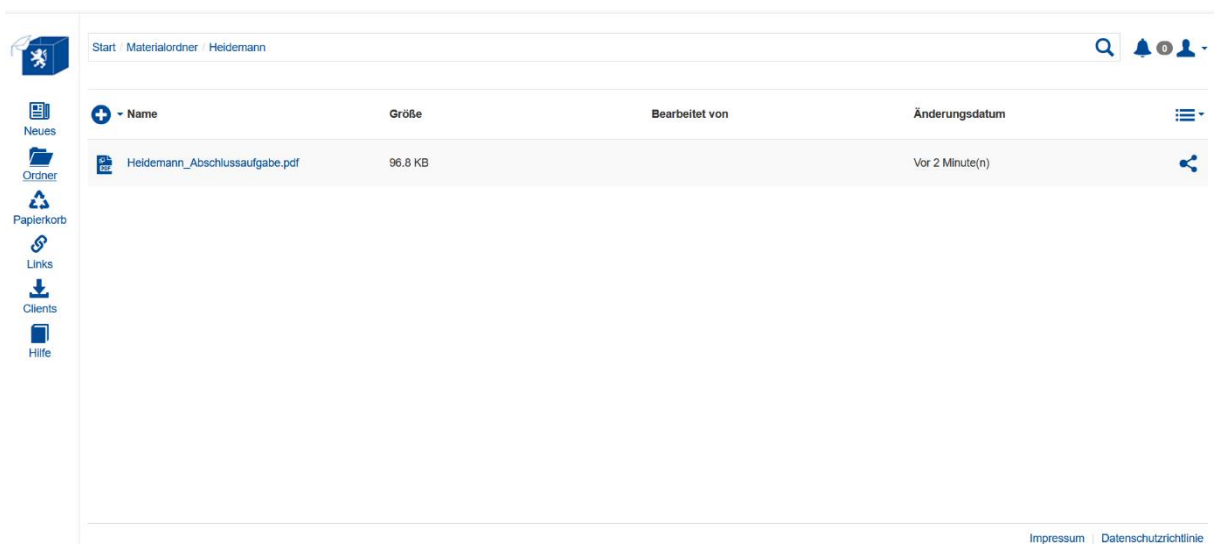 Start / Materialordner / Heidemann
0
Neues
Ordner
Papierkorb
Links
Clients
Hilfe
Name Größe Bearbeitet von Änderungsdatum
PDF Heidemann_Abschlussaufgabe.pdf 96.8 KB Vor 2 Minute(n)
Impressum | Datenschutzrichtlinie